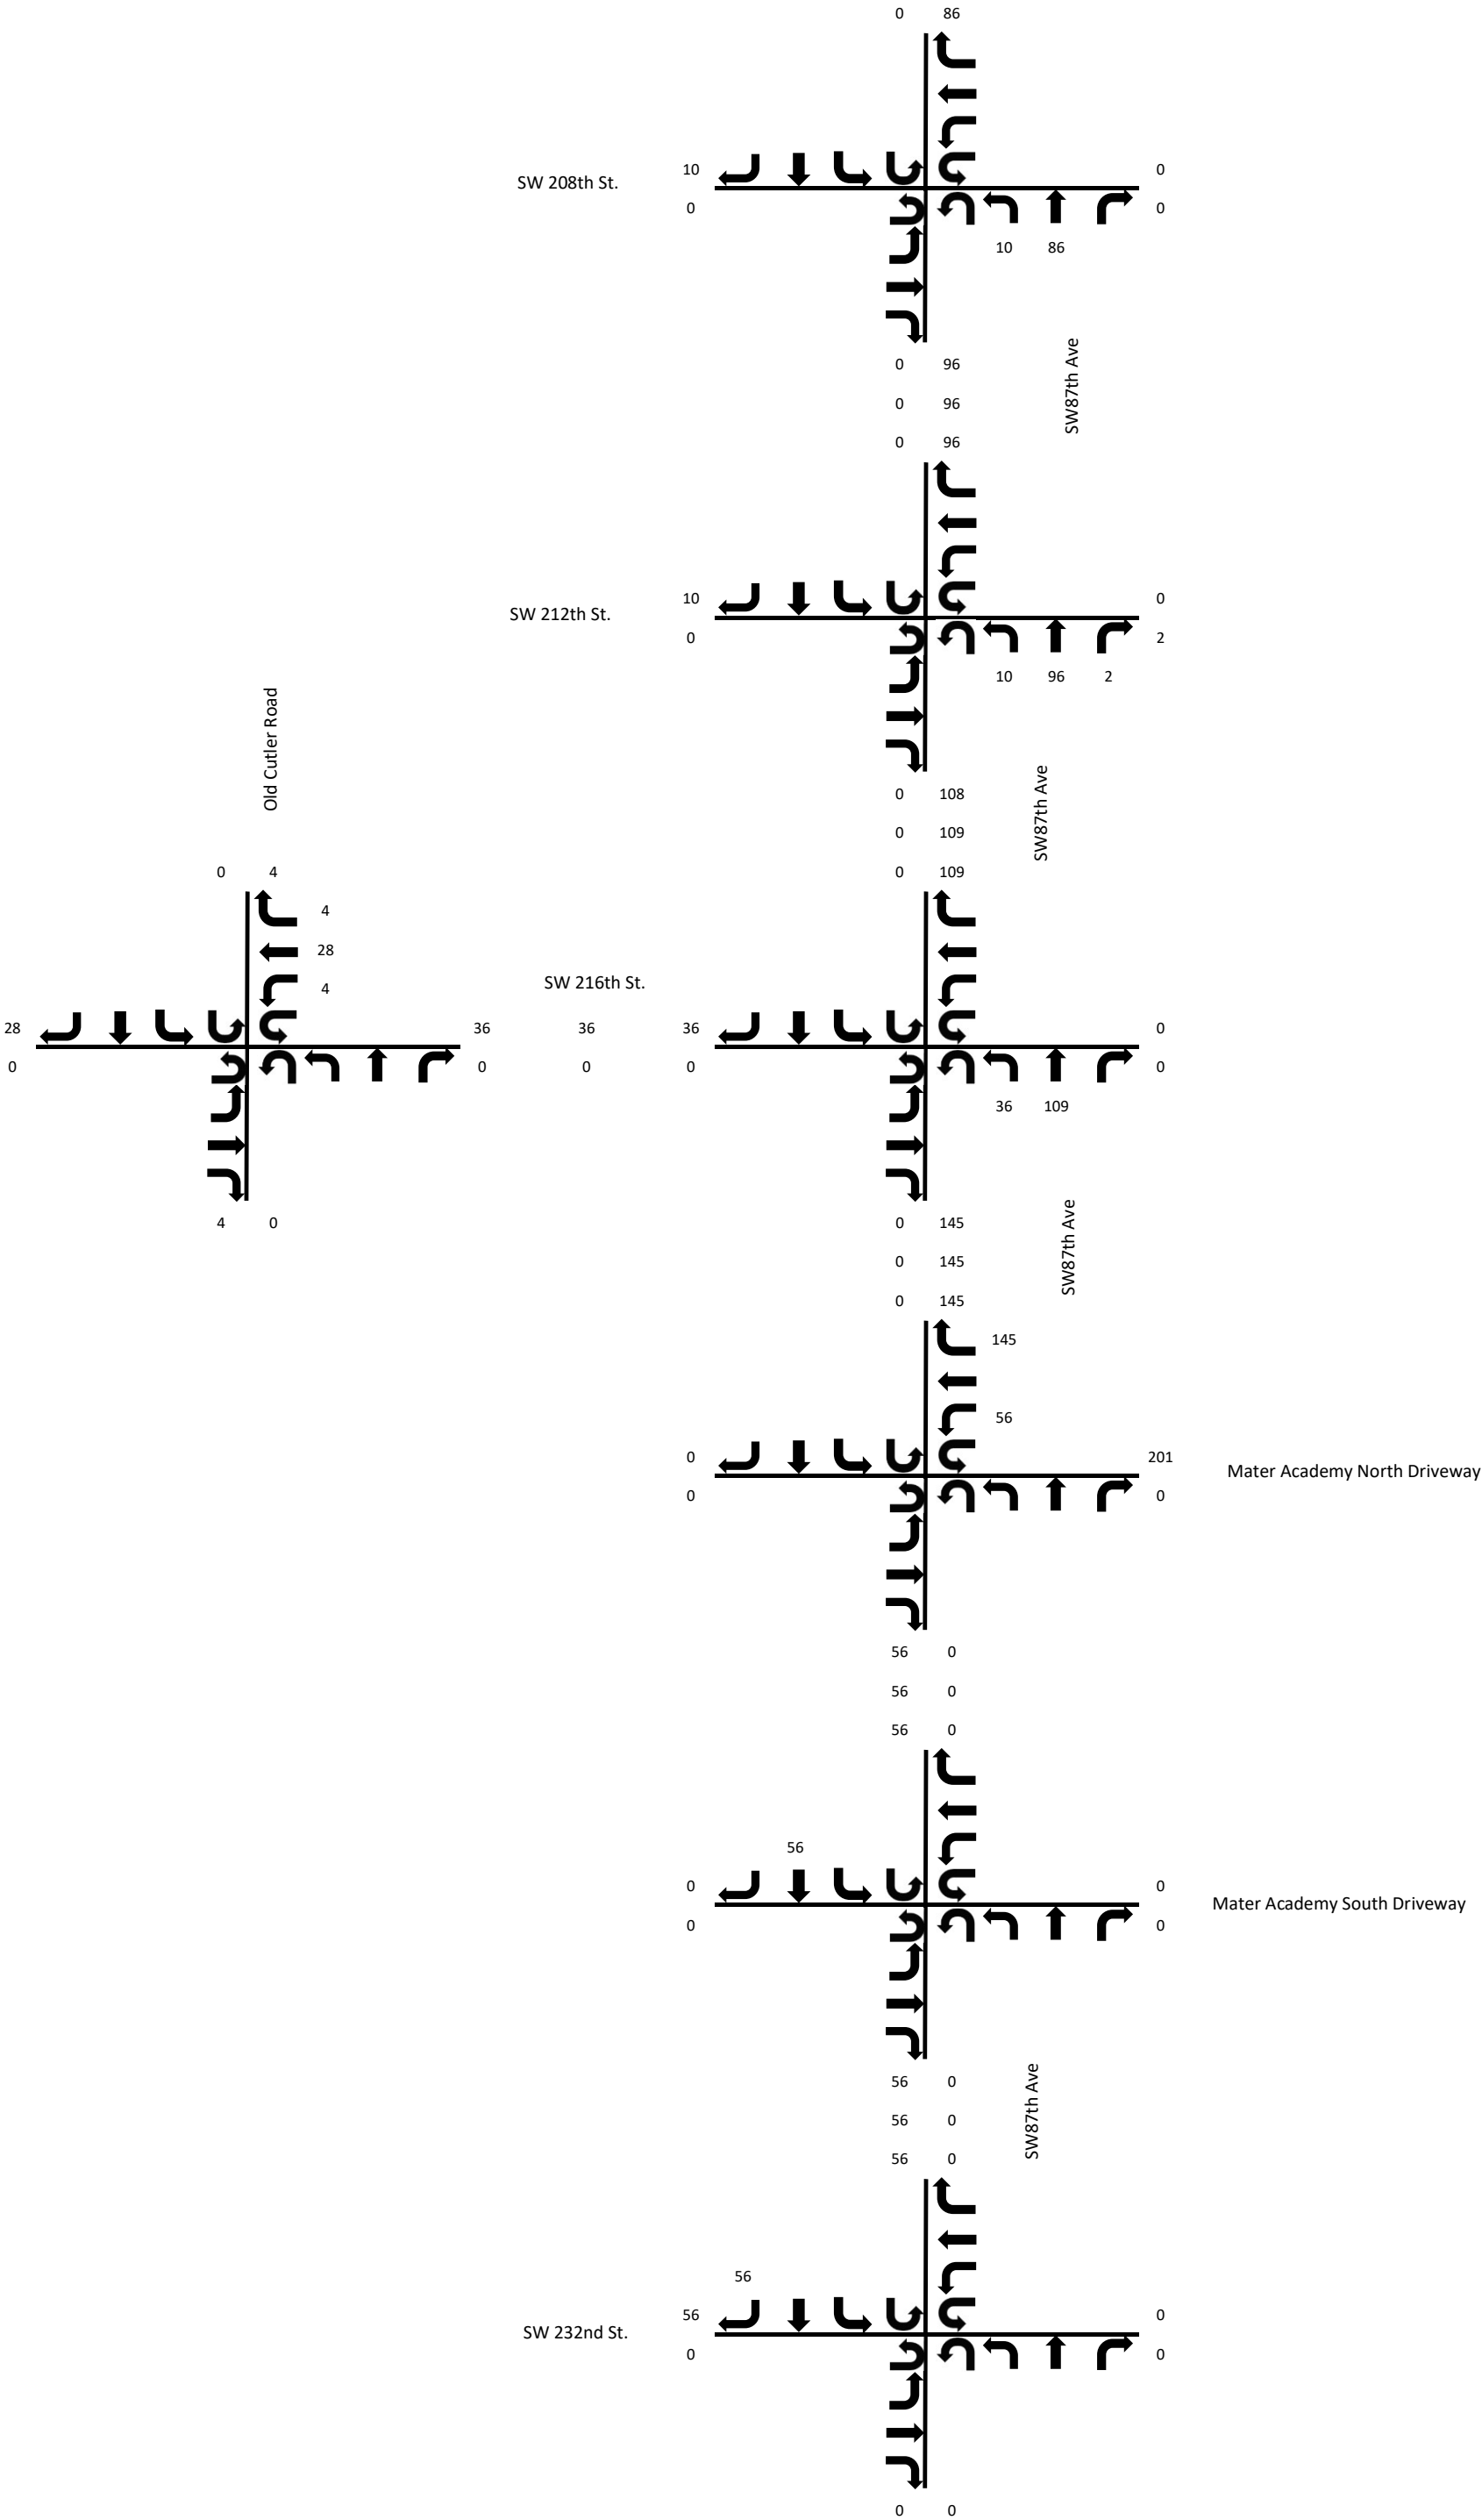 0 86
10 0
SW 208th St.
0 0
10 86
SW87th Ave
0 96
0 96
0 96
10 0
SW 212th St.
0 2
10 96 2
Old Cutler Road
SW87th Ave
0 108
0 109
0 4 0 109
4
28
SW 216th St.
4
28 36 36 36 0
0 0 0 0 0
36 109
SW87th Ave
4 0 0 145
0 145
0 145
145
56
0 201
Mater Academy North Driveway
0 0
56 0
56 0
56 0
56
0 0
Mater Academy South Driveway
0 0
SW87th Ave
56 0
56 0
56 0
56
56 0
SW 232nd St.
0 0
0 0